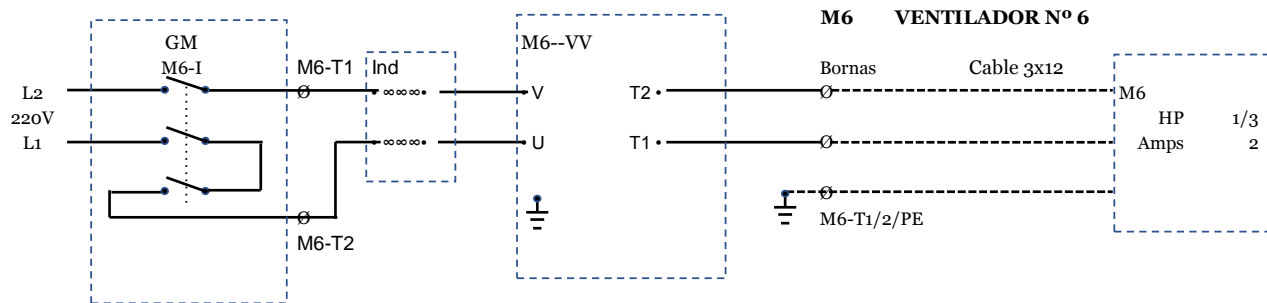 M6 VENTILADOR Nº 6
GM
M6-I
M6-T1
Ind
M6--VV
Bornas
Cable 3x12
L2
220V
L1
V
T2
M6
HP 1/3
U
T1
Amps 2
M6-T1/2/PE
M6-T2